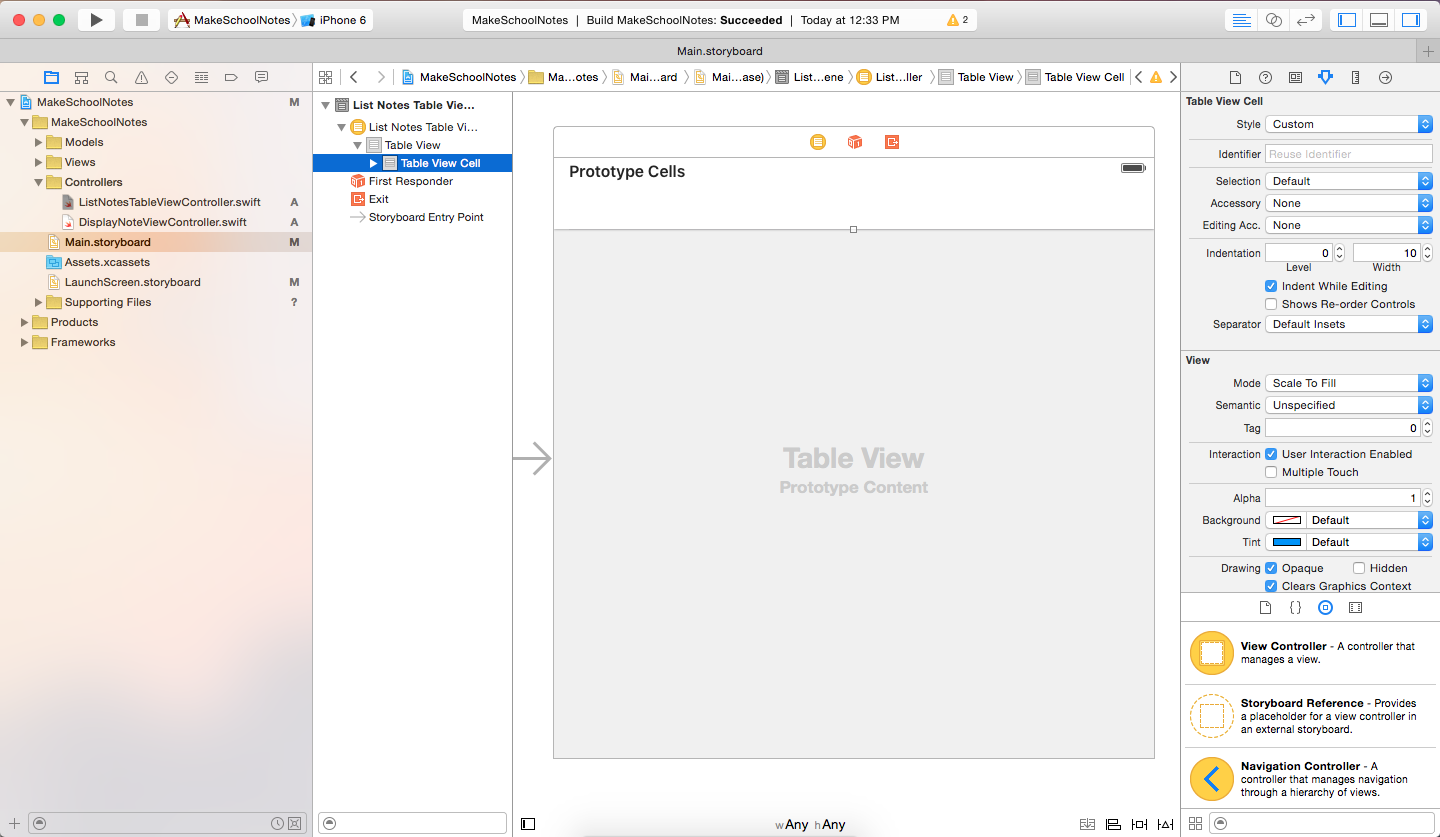 MakeSchoolNotes iPhone 6
MakeSchoolNotes | Build MakeSchoolNotes: Succeeded | Today at 12:33 PM 2
Main.storyboard
MakeSchoolNotes Ma...otes Mai...ard Mai...ase) List...ene List...ller Table View Table View Cell
MakeSchoolNotes M
MakeSchoolNotes
Models
Views
Controllers
ListNotesTableViewController.swift A
DisplayNoteViewController.swift A
Main.storyboard M
Assets.xcassets
LaunchScreen.storyboard M
Supporting Files ?
Products
Frameworks
List Notes Table Vie...
List Notes Table Vi...
Table View
Table View Cell
First Responder
Exit
Storyboard Entry Point
Prototype Cells
Table View
Prototype Content
wAny hAny
Table View Cell
Style Custom
Identifier Reuse Identifier
Selection Default
Accessory None
Editing Acc. None
Indentation 0 10
Level Width
Indent While Editing
Shows Re-order Controls
Separator Default Insets
View
Mode Scale To Fill
Semantic Unspecified
Tag 0
Interaction User Interaction Enabled
Multiple Touch
Alpha 1
Background Default
Tint Default
Drawing Opaque Hidden
Clears Graphics Context
{}
View Controller - A controller that
manages a view.
Storyboard Reference - Provides
a placeholder for a view controller in
an external storyboard.
Navigation Controller - A
controller that manages navigation
through a hierarchy of views.